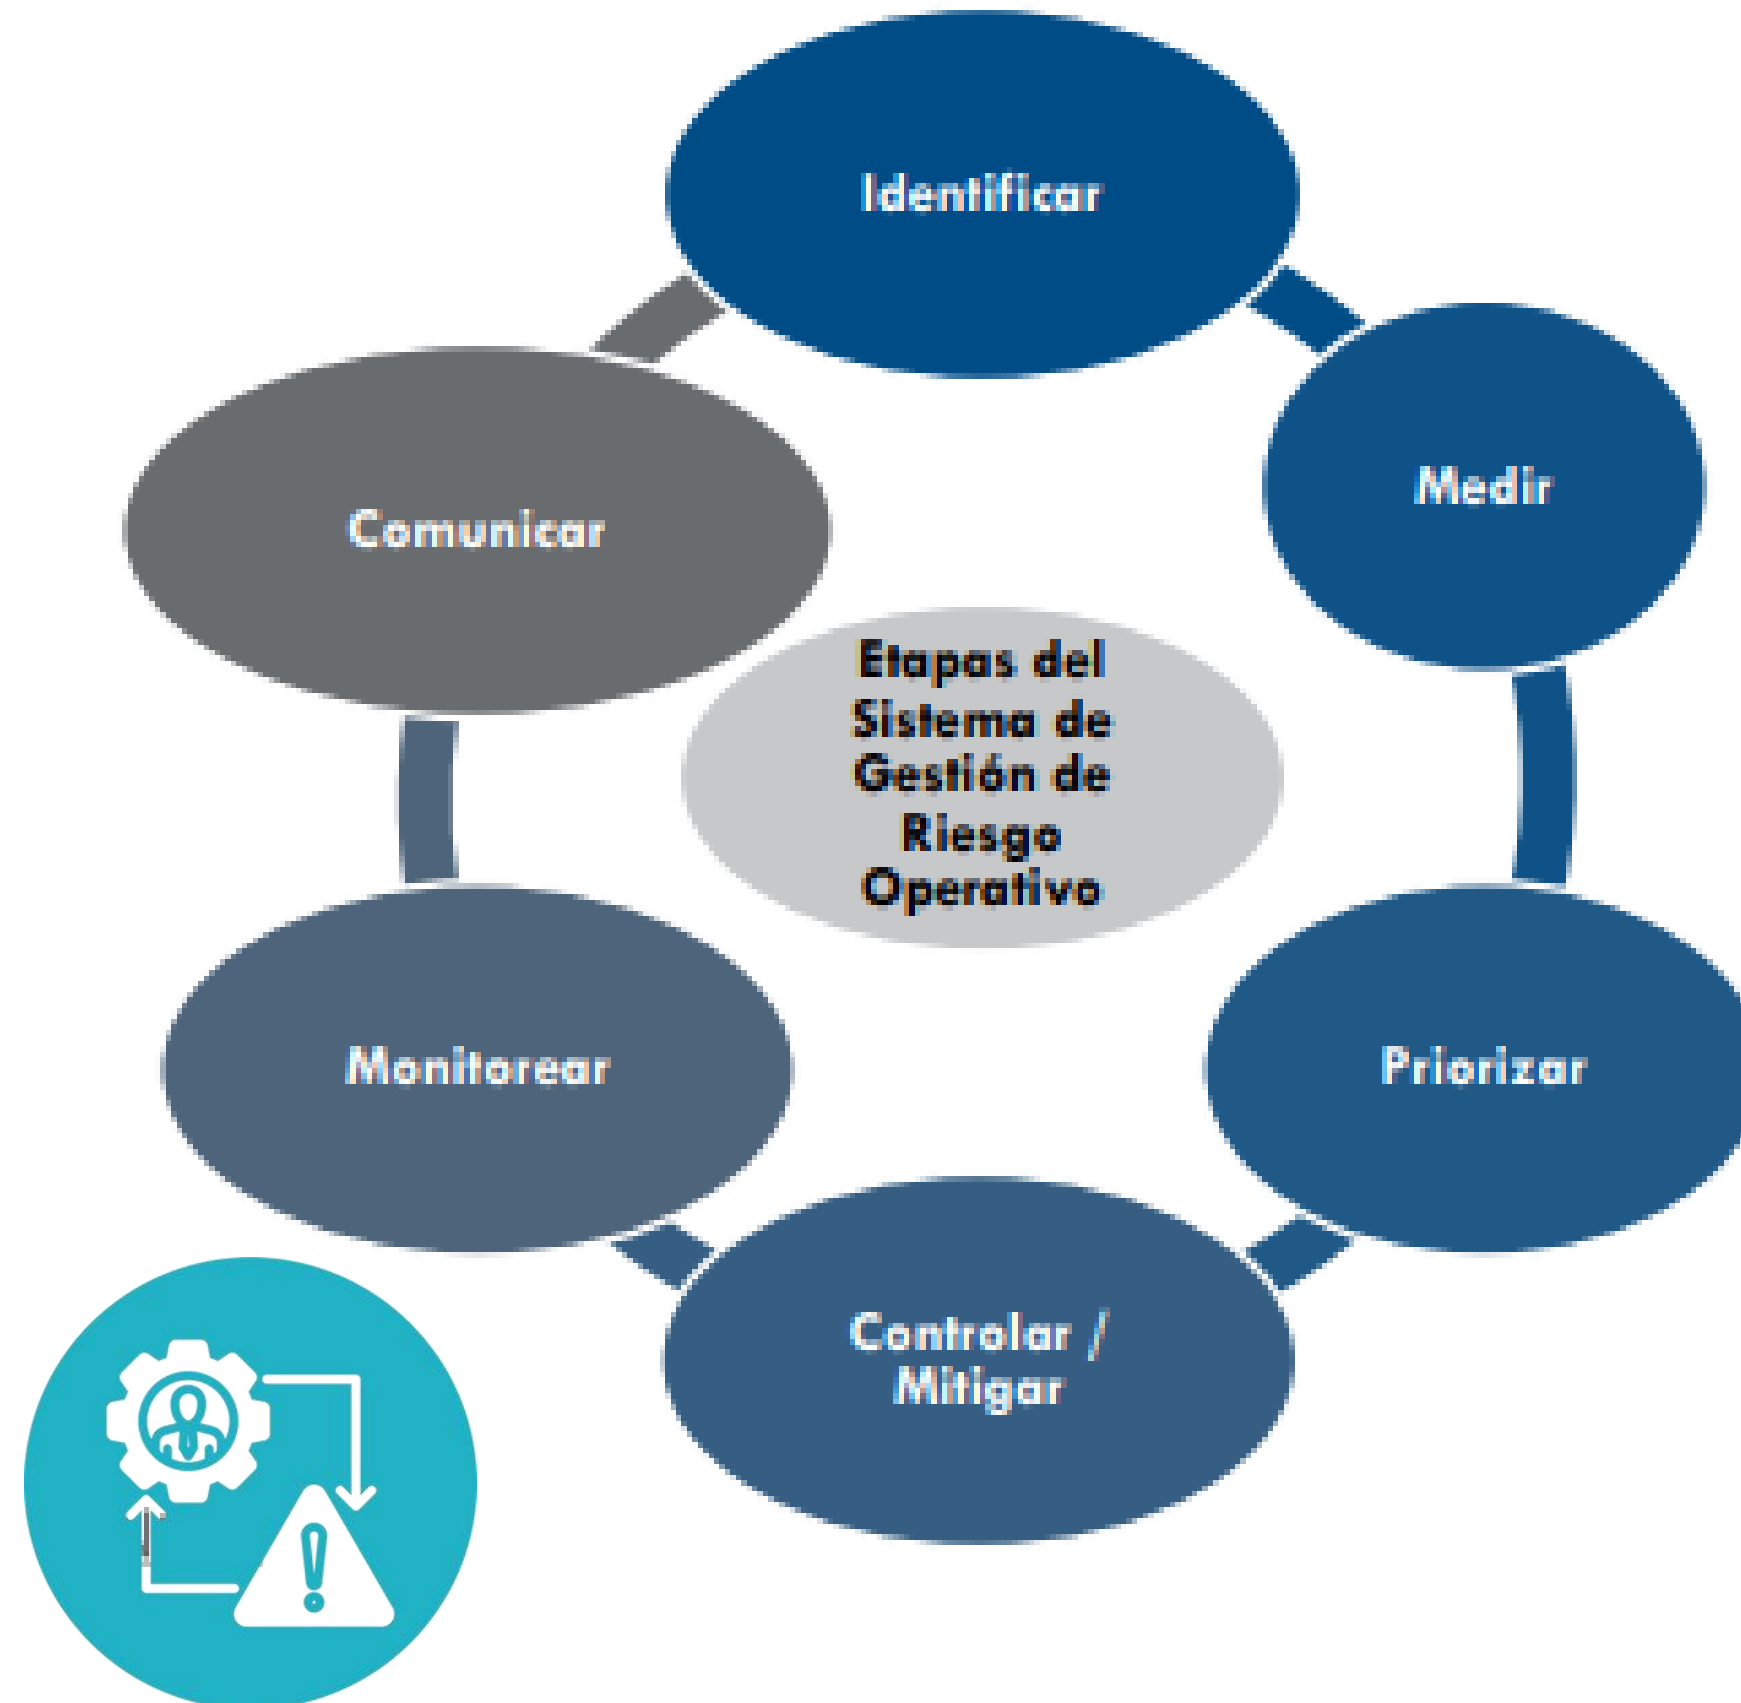 Identificar
Medir
Priorizar
Controlar /
Mitigar
Monitorear
Comunicar
Etapas del
Sistema de
Gestión de
Riesgo
Operativo